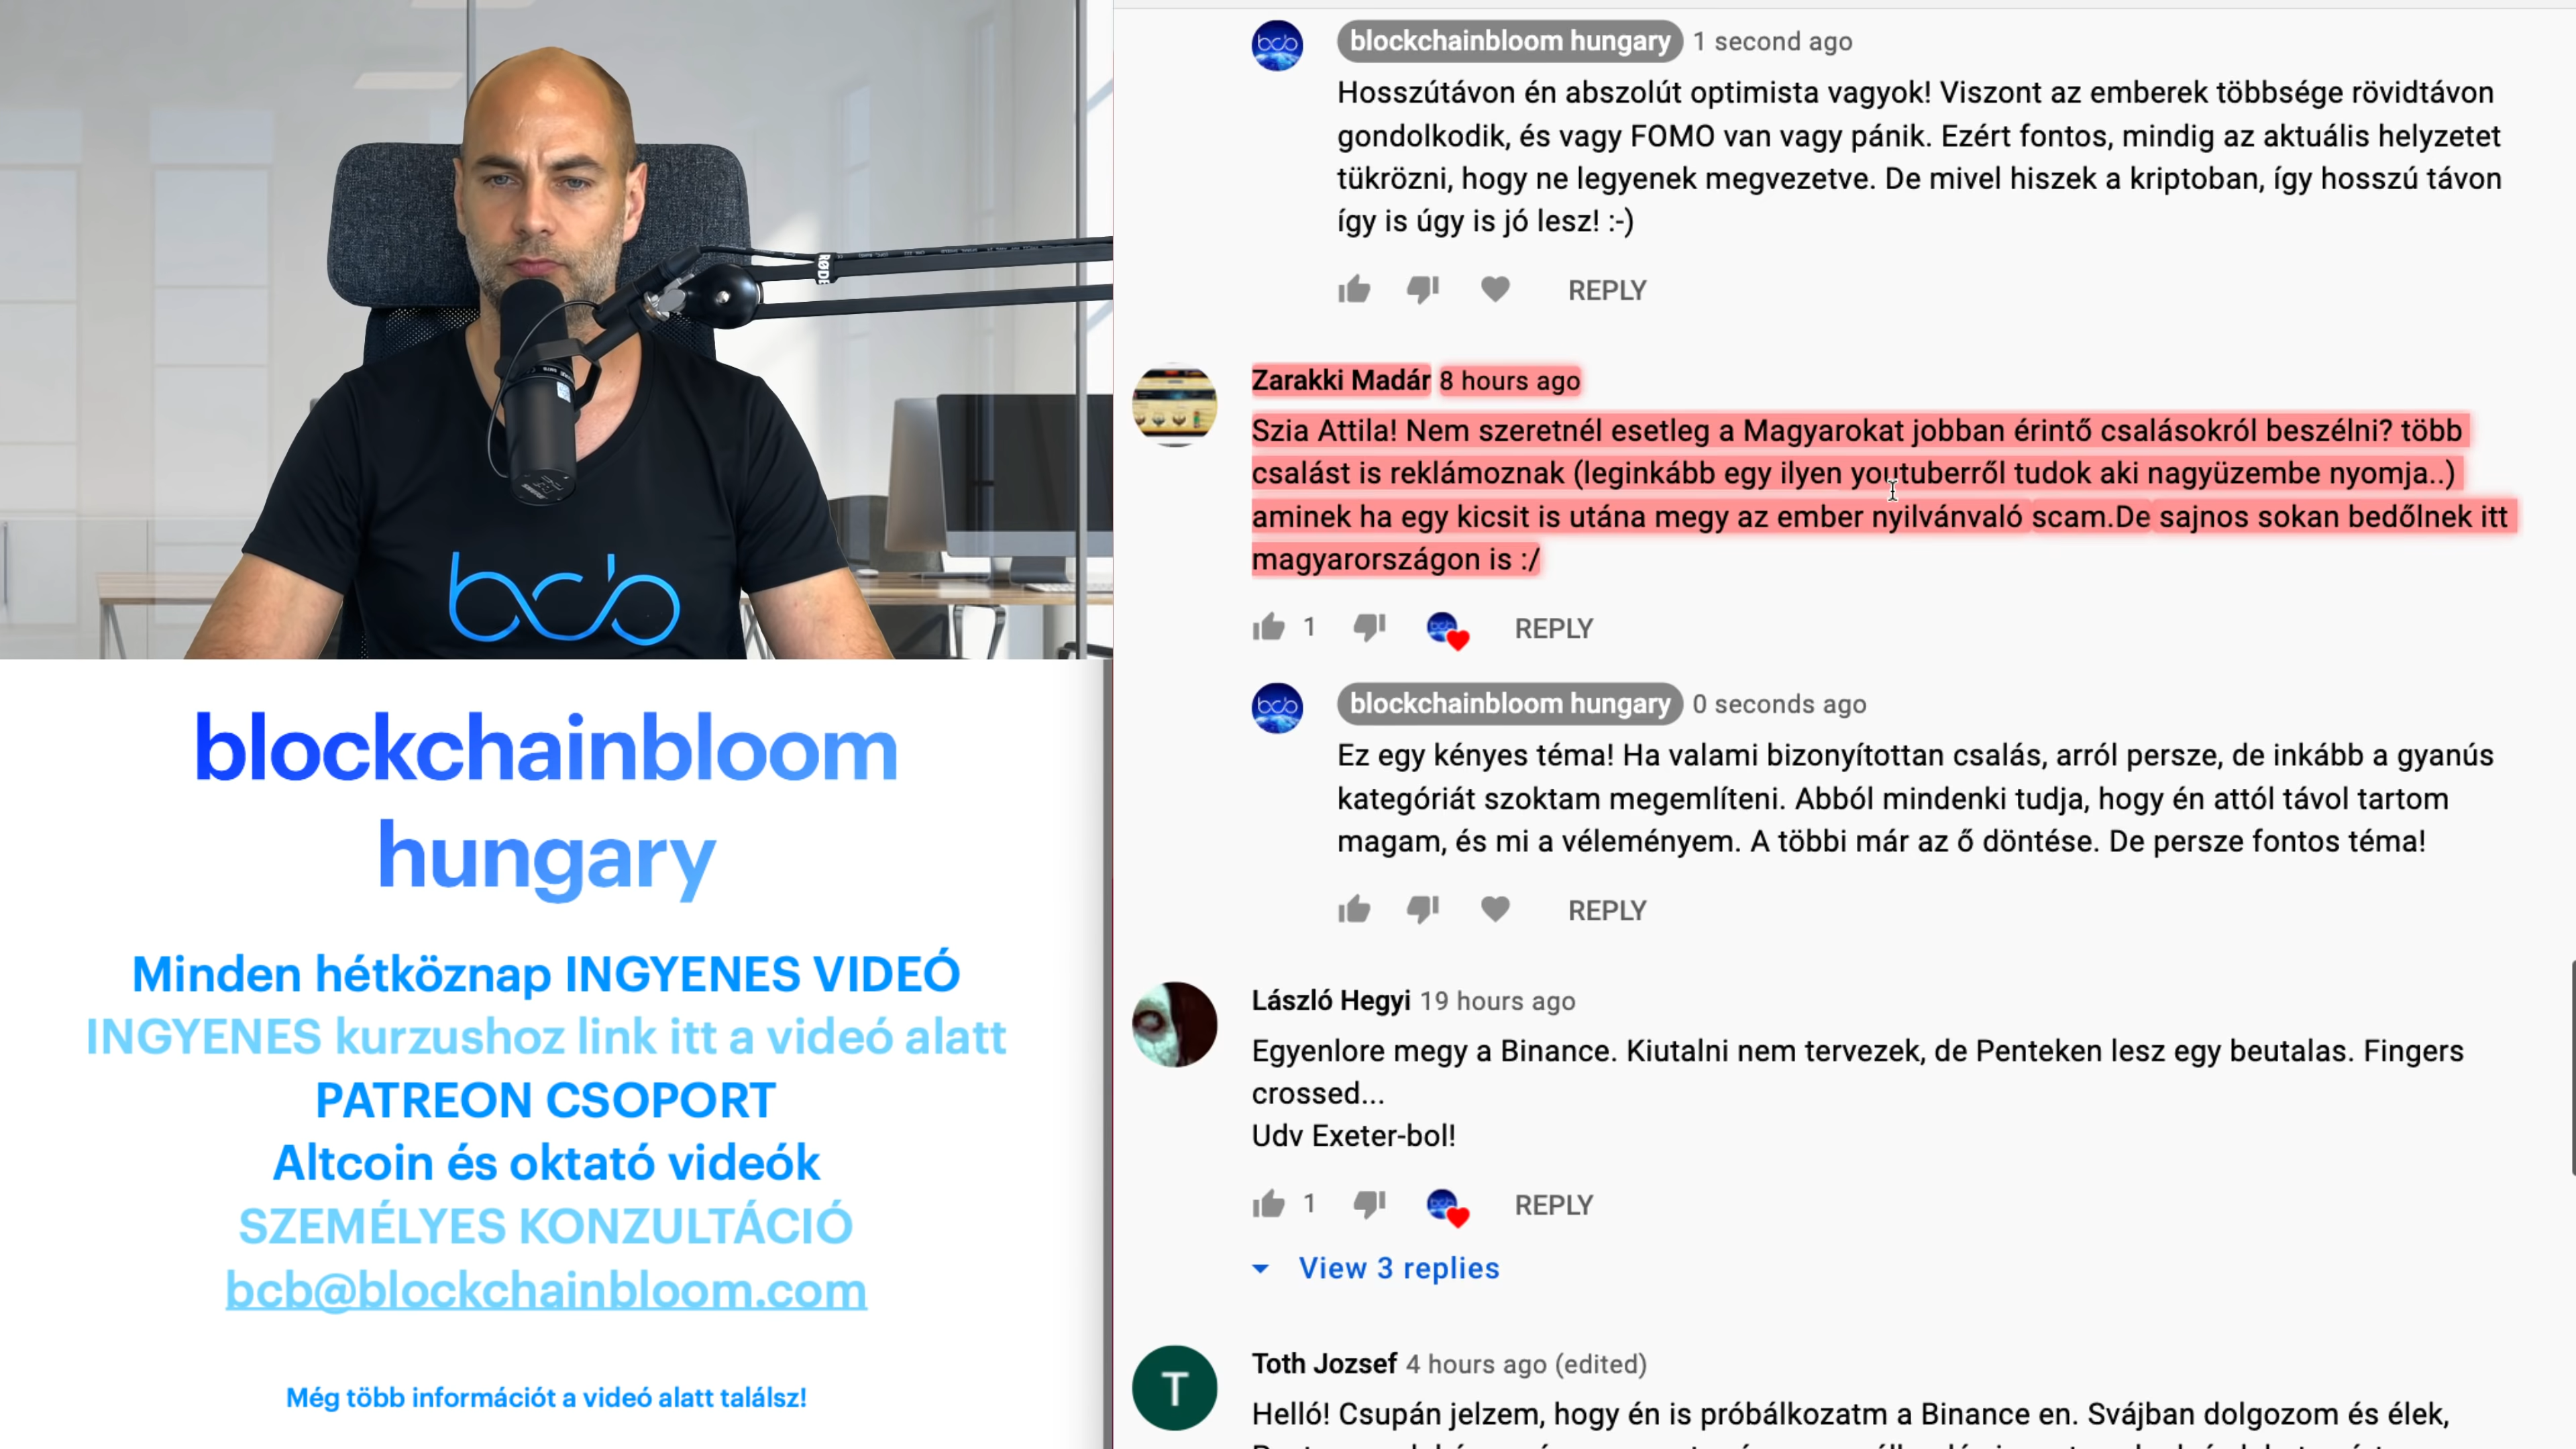 RØDE
bcb
blockchainbloom
hungary
Minden hétköznap INGYENES VIDEÓ
INGYENES kurzushoz link itt a videó alatt
PATREON CSOPORT
Altcoin és oktató videók
SZEMÉLYES KONZULTÁCIÓ
bcb@blockchainbloom.com
Még több információt a videó alatt találsz!
bcb
blockchainbloom hungary 1 second ago
Hosszútávon én abszolút optimista vagyok! Viszont az emberek többsége rövidtávon
gondolkodik, és vagy FOMO van vagy pánik. Ezért fontos, mindig az aktuális helyzetet
tükrözni, hogy ne legyenek megvezetve. De mivel hiszek a kriptoban, így hosszú távon
így is úgy is jó lesz! :-)
REPLY
Zarakki Madár 8 hours ago
Szia Attila! Nem szeretnél esetleg a Magyarokat jobban érintő csalásokról beszélni? több
csalást is reklámoznak (leginkább egy ilyen youtuberről tudok aki nagyüzembe nyomja..)
aminek ha egy kicsit is utána megy az ember nyilvánvaló scam.De sajnos sokan bedőlnek itt
magyarországon is :/
1 REPLY
bcb
blockchainbloom hungary 0 seconds ago
Ez egy kényes téma! Ha valami bizonyítottan csalás, arról persze, de inkább a gyanús
kategóriát szoktam megemlíteni. Abból mindenki tudja, hogy én attól távol tartom
magam, és mi a véleményem. A többi már az ő döntése. De persze fontos téma!
REPLY
László Hegyi 19 hours ago
Egyenlore megy a Binance. Kiutalni nem tervezek, de Penteken lesz egy beutalas. Fingers
crossed...
Udv Exeter-bol!
1 REPLY
View 3 replies
T
Toth Jozsef 4 hours ago (edited)
Helló! Csupán jelzem, hogy én is próbálkozatm a Binance en. Svájban dolgozom és élek,